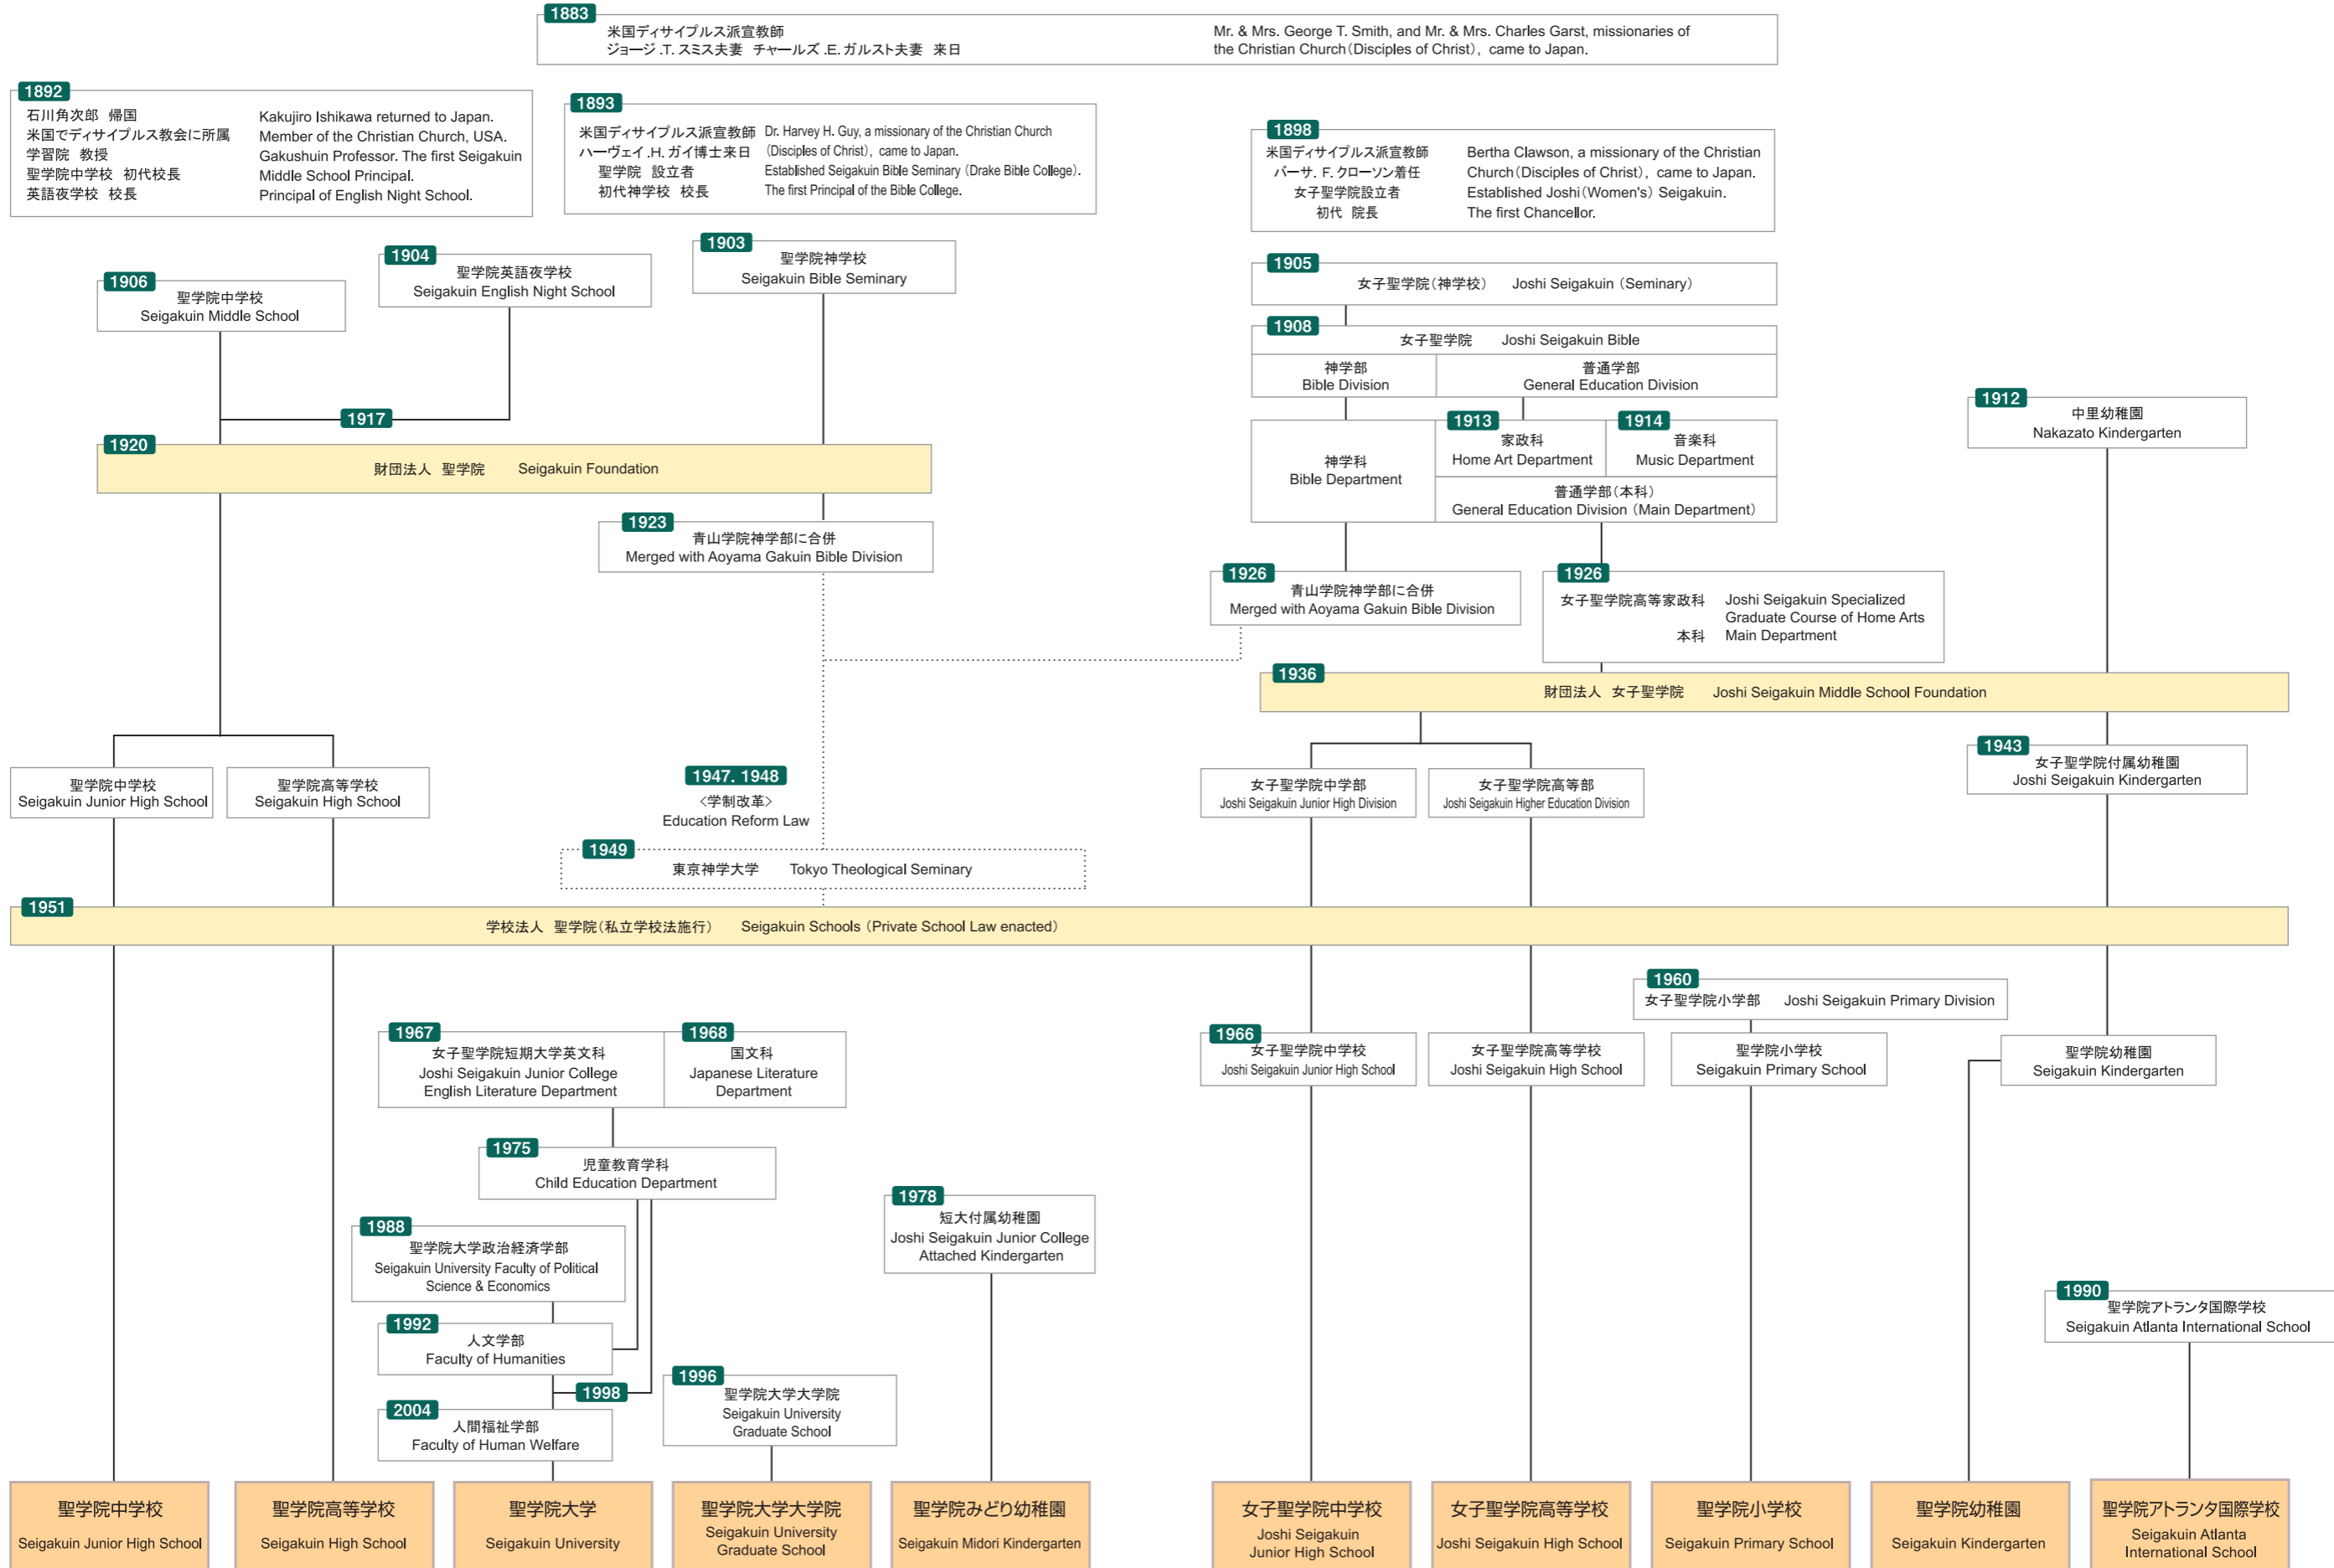 1883
米国ディサイプルス派宣教師
ジョージ.T.スミス夫妻 チャールズ.E.ガルスト夫妻 来日
Mr. & Mrs. George T. Smith, and Mr. & Mrs. Charles Garst, missionaries of
the Christian Church(Disciples of Christ), came to Japan.
1892
石川角次郎 帰国
米国でディサイプルス教会に所属
学習院 教授
聖学院中学校 初代校長
英語夜学校 校長
Kakujiro Ishikawa returned to Japan.
Member of the Christian Church, USA.
Gakushuin Professor. The first Seigakuin
Middle School Principal.
Principal of English Night School.
1893
米国ディサイプルス派宣教師
ハーヴェイ.H.ガイ博士来日
聖学院 設立者
初代神学校 校長
Dr. Harvey H. Guy, a missionary of the Christian Church
(Disciples of Christ), came to Japan.
Established Seigakuin Bible Seminary (Drake Bible College).
The first Principal of the Bible College.
1898
米国ディサイプルス派宣教師
バーサ.F.クローソン着任
女子聖学院設立者
初代 院長
Bertha Clawson, a missionary of the Christian
Church(Disciples of Christ), came to Japan.
Established Joshi(Women's) Seigakuin.
The first Chancellor.
1906
聖学院中学校
Seigakuin Middle School
1904
聖学院英語夜学校
Seigakuin English Night School
1903
聖学院神学校
Seigakuin Bible Seminary
1905
女子聖学院(神学校) Joshi Seigakuin (Seminary)
1908
女子聖学院 Joshi Seigakuin Bible
神学部
Bible Division
普通学部
General Education Division
1917
1912
中里幼稚園
Nakazato Kindergarten
神学科
Bible Department
1913
家政科
Home Art Department
1914
音楽科
Music Department
普通学部(本科)
General Education Division (Main Department)
1920
財団法人 聖学院 Seigakuin Foundation
1923
青山学院神学部に合併
Merged with Aoyama Gakuin Bible Division
1926
青山学院神学部に合併
Merged with Aoyama Gakuin Bible Division
1926
女子聖学院高等家政科 Joshi Seigakuin Specialized
Graduate Course of Home Arts
本科 Main Department
1936
財団法人 女子聖学院 Joshi Seigakuin Middle School Foundation
聖学院中学校
Seigakuin Junior High School
聖学院高等学校
Seigakuin High School
1947. 1948
<学制改革>
Education Reform Law
女子聖学院中学部
Joshi Seigakuin Junior High Division
女子聖学院高等部
Joshi Seigakuin Higher Education Division
1943
女子聖学院付属幼稚園
Joshi Seigakuin Kindergarten
1949
東京神学大学 Tokyo Theological Seminary
1951
学校法人 聖学院(私立学校法施行) Seigakuin Schools (Private School Law enacted)
1960
女子聖学院小学部 Joshi Seigakuin Primary Division
1967
女子聖学院短期大学英文科
Joshi Seigakuin Junior College
English Literature Department
1968
国文科
Japanese Literature
Department
1966
女子聖学院中学校
Joshi Seigakuin Junior High School
女子聖学院高等学校
Joshi Seigakuin High School
聖学院小学校
Seigakuin Primary School
聖学院幼稚園
Seigakuin Kindergarten
1975
児童教育学科
Child Education Department
1978
短大付属幼稚園
Joshi Seigakuin Junior College
Attached Kindergarten
1988
聖学院大学政治経済学部
Seigakuin University Faculty of Political
Science & Economics
1990
聖学院アトランタ国際学校
Seigakuin Atlanta International School
1992
人文学部
Faculty of Humanities
1998
1996
聖学院大学大学院
Seigakuin University
Graduate School
2004
人間福祉学部
Faculty of Human Welfare
聖学院中学校
Seigakuin Junior High School
聖学院高等学校
Seigakuin High School
聖学院大学
Seigakuin University
聖学院大学大学院
Seigakuin University
Graduate School
聖学院みどり幼稚園
Seigakuin Midori Kindergarten
女子聖学院中学校
Joshi Seigakuin
Junior High School
女子聖学院高等学校
Joshi Seigakuin High School
聖学院小学校
Seigakuin Primary School
聖学院幼稚園
Seigakuin Kindergarten
聖学院アトランタ国際学校
Seigakuin Atlanta
International School